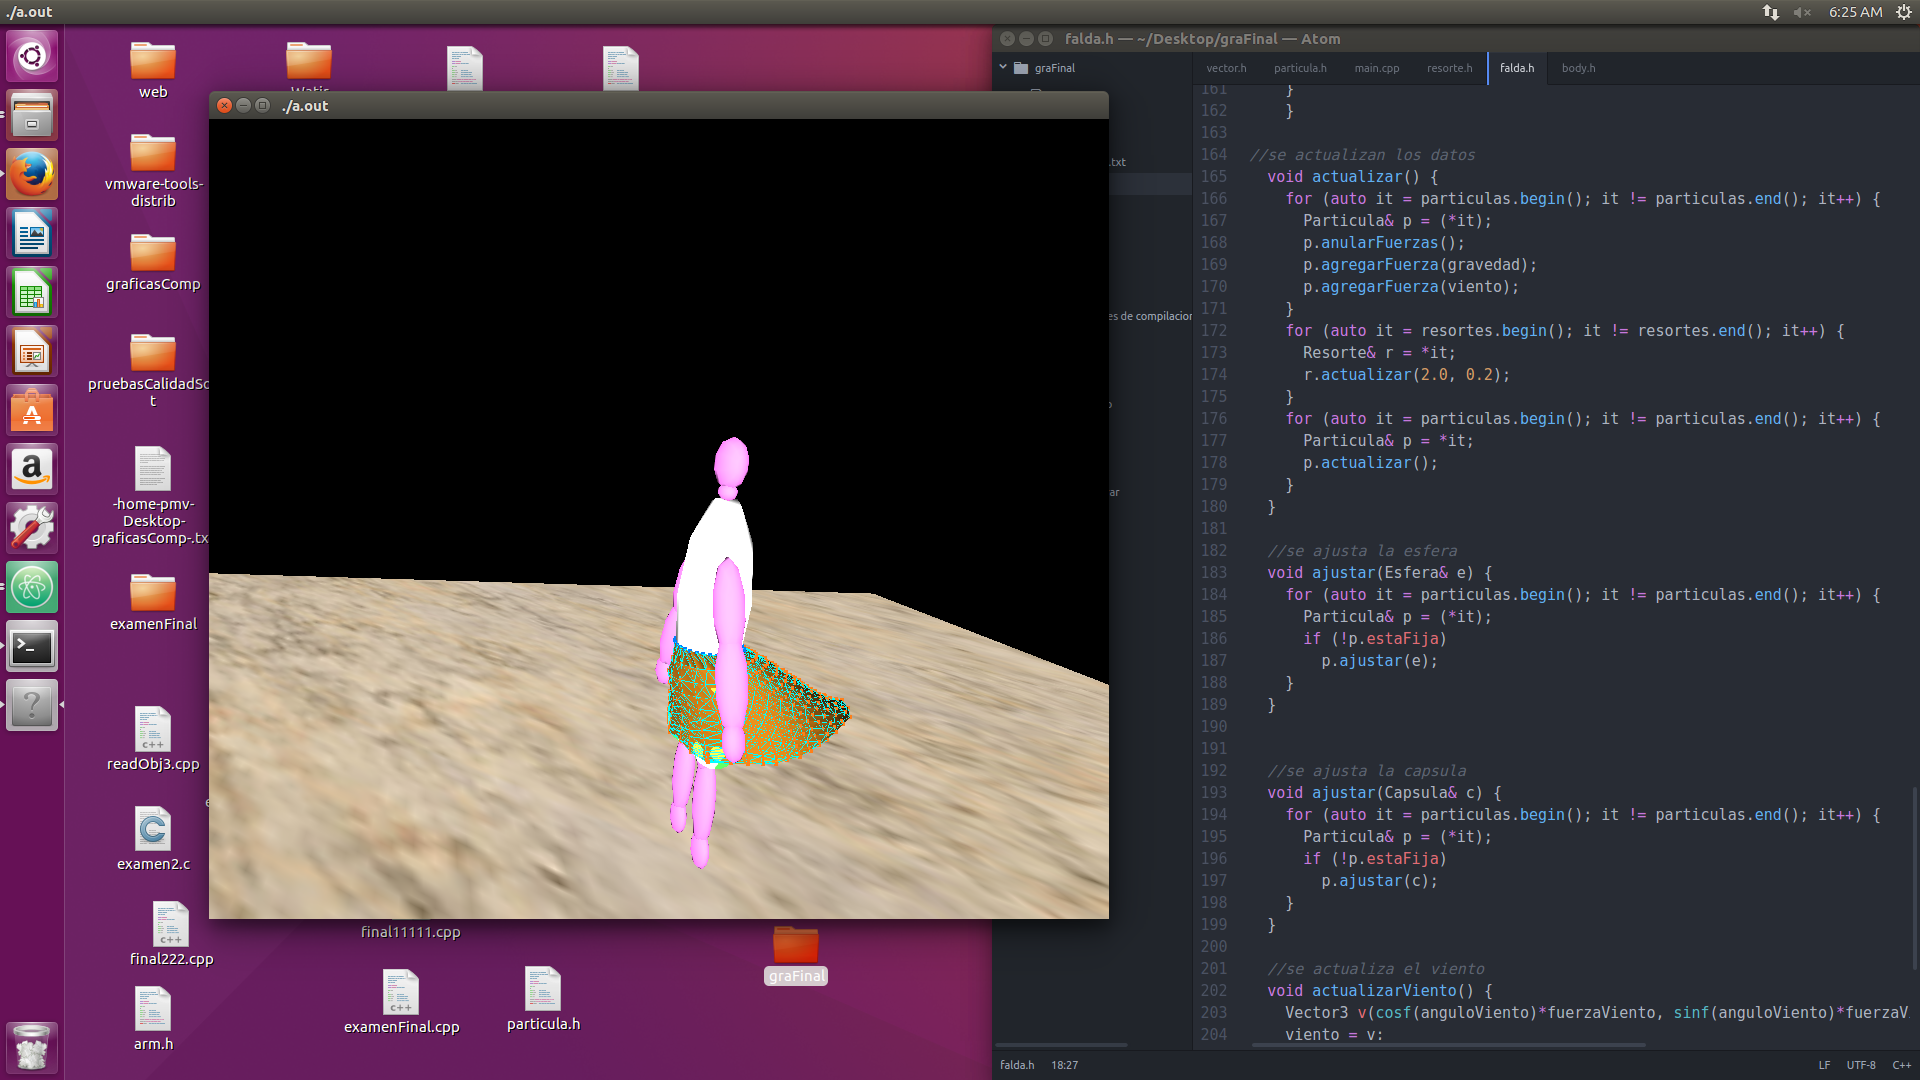 ./a.out
6:25 AM
web
Watir
vmware-tools-
distrib
graficasComp
pruebasCalidadSo
t
-home-pmv-
Desktop-
graficasComp-.tx
examenFinal
readObj3.cpp
examen2.c
final222.cpp
arm.h
final11111.cpp
examenFinal.cpp
particula.h
graFinal
./a.out
falda.h — ~/Desktop/graFinal — Atom
graFinal
.txt
es de compilacion
ar
vector.h
particula.h
main.cpp
resorte.h
falda.h
body.h
161 }
162 }
163
164 //se actualizan los datos
165 void actualizar() {
166 for (auto it = particulas.begin(); it != particulas.end(); it++) {
167 Particula& p = (*it);
168 p.anularFuerzas();
169 p.agregarFuerza(gravedad);
170 p.agregarFuerza(viento);
171 }
172 for (auto it = resortes.begin(); it != resortes.end(); it++) {
173 Resorte& r = *it;
174 r.actualizar(2.0, 0.2);
175 }
176 for (auto it = particulas.begin(); it != particulas.end(); it++) {
177 Particula& p = *it;
178 p.actualizar();
179 }
180 }
181
182 //se ajusta la esfera
183 void ajustar(Esfera& e) {
184 for (auto it = particulas.begin(); it != particulas.end(); it++) {
185 Particula& p = (*it);
186 if (!p.estaFija)
187 p.ajustar(e);
188 }
189 }
190
191
192 //se ajusta la capsula
193 void ajustar(Capsula& c) {
194 for (auto it = particulas.begin(); it != particulas.end(); it++) {
195 Particula& p = (*it);
196 if (!p.estaFija)
197 p.ajustar(c);
198 }
199 }
200
201 //se actualiza el viento
202 void actualizarViento() {
203 Vector3 v(cosf(anguloViento)*fuerzaViento, sinf(anguloViento)*fuerzaV
204 viento = v;
falda.h 18:27
LF UTF-8 C++